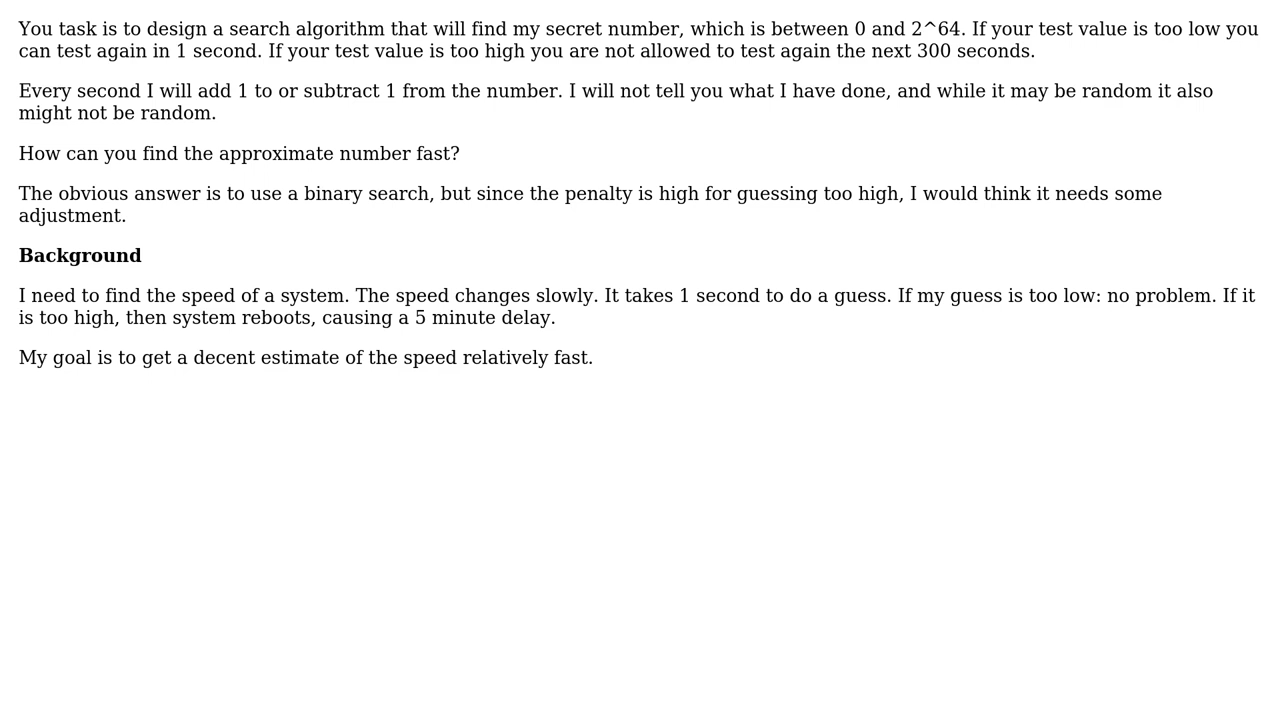 You task is to design a search algorithm that will find my secret number, which is between 0 and 2^64. If your test value is too low you
can test again in 1 second. If your test value is too high you are not allowed to test again the next 300 seconds.
Every second I will add 1 to or subtract 1 from the number. I will not tell you what I have done, and while it may be random it also
might not be random.
How can you find the approximate number fast?
The obvious answer is to use a binary search, but since the penalty is high for guessing too high, I would think it needs some
adjustment.
Background
I need to find the speed of a system. The speed changes slowly. It takes 1 second to do a guess. If my guess is too low: no problem. If it
is too high, then system reboots, causing a 5 minute delay.
My goal is to get a decent estimate of the speed relatively fast.